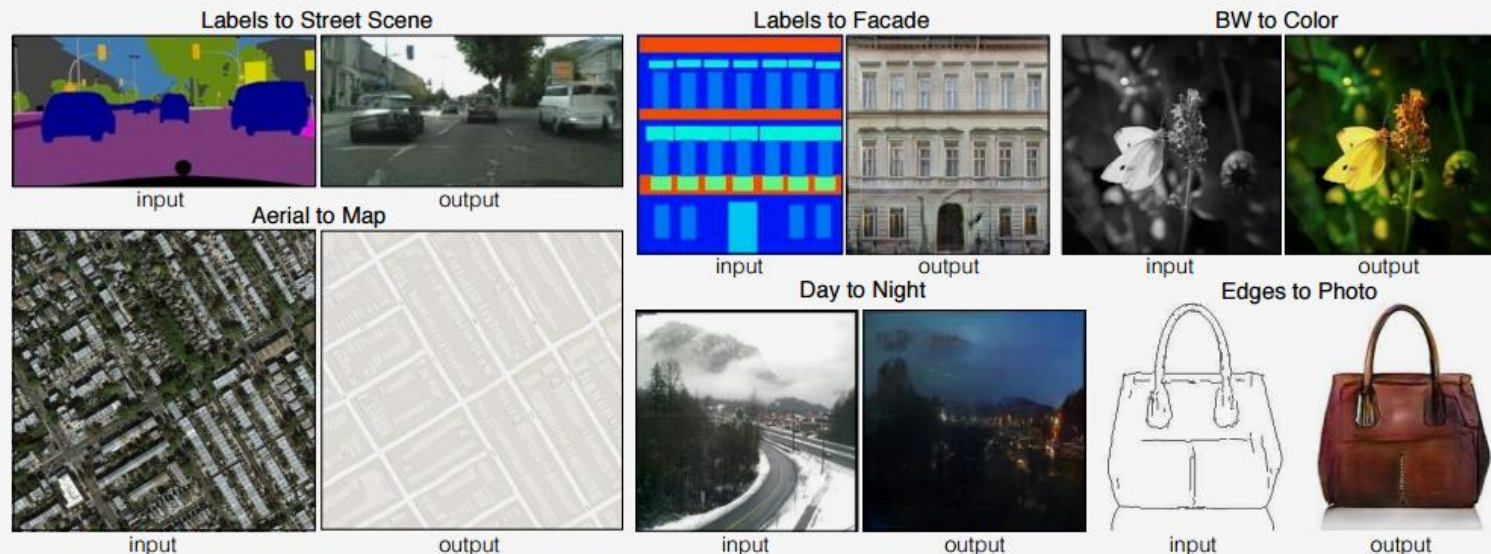 Labels to Street Scene
input
output
Aerial to Map
input
output
Labels to Facade
input
output
BW to Color
input
output
Day to Night
input
output
Edges to Photo
input
output